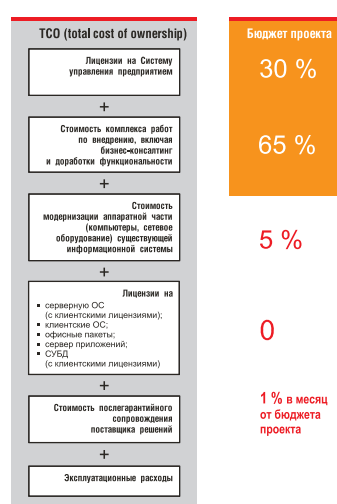 TCO (total cost of ownership)
Бюджет проекта
Лицензии на Систему
управления предприятием
30 %
+
Стоимость комплекса работ
по внедрению, включая
бизнес-консалтинг
и доработки функциональности
65 %
+
Стоимость
модернизации аппаратной части
(компьютеры, сетевое
оборудование) существующей
информационной системы
5 %
+
Лицензии на
▪ серверную ОС
(с клиентскими лицензиями);
▪ клиентские ОС;
▪ офисные пакеты;
▪ сервер приложений;
▪ СУБД
(с клиентскими лицензиями)
0
+
Стоимость послегарантийного
сопровождения
поставщика решений
1 % в месяц
от бюджета
проекта
+
Эксплуатационные расходы